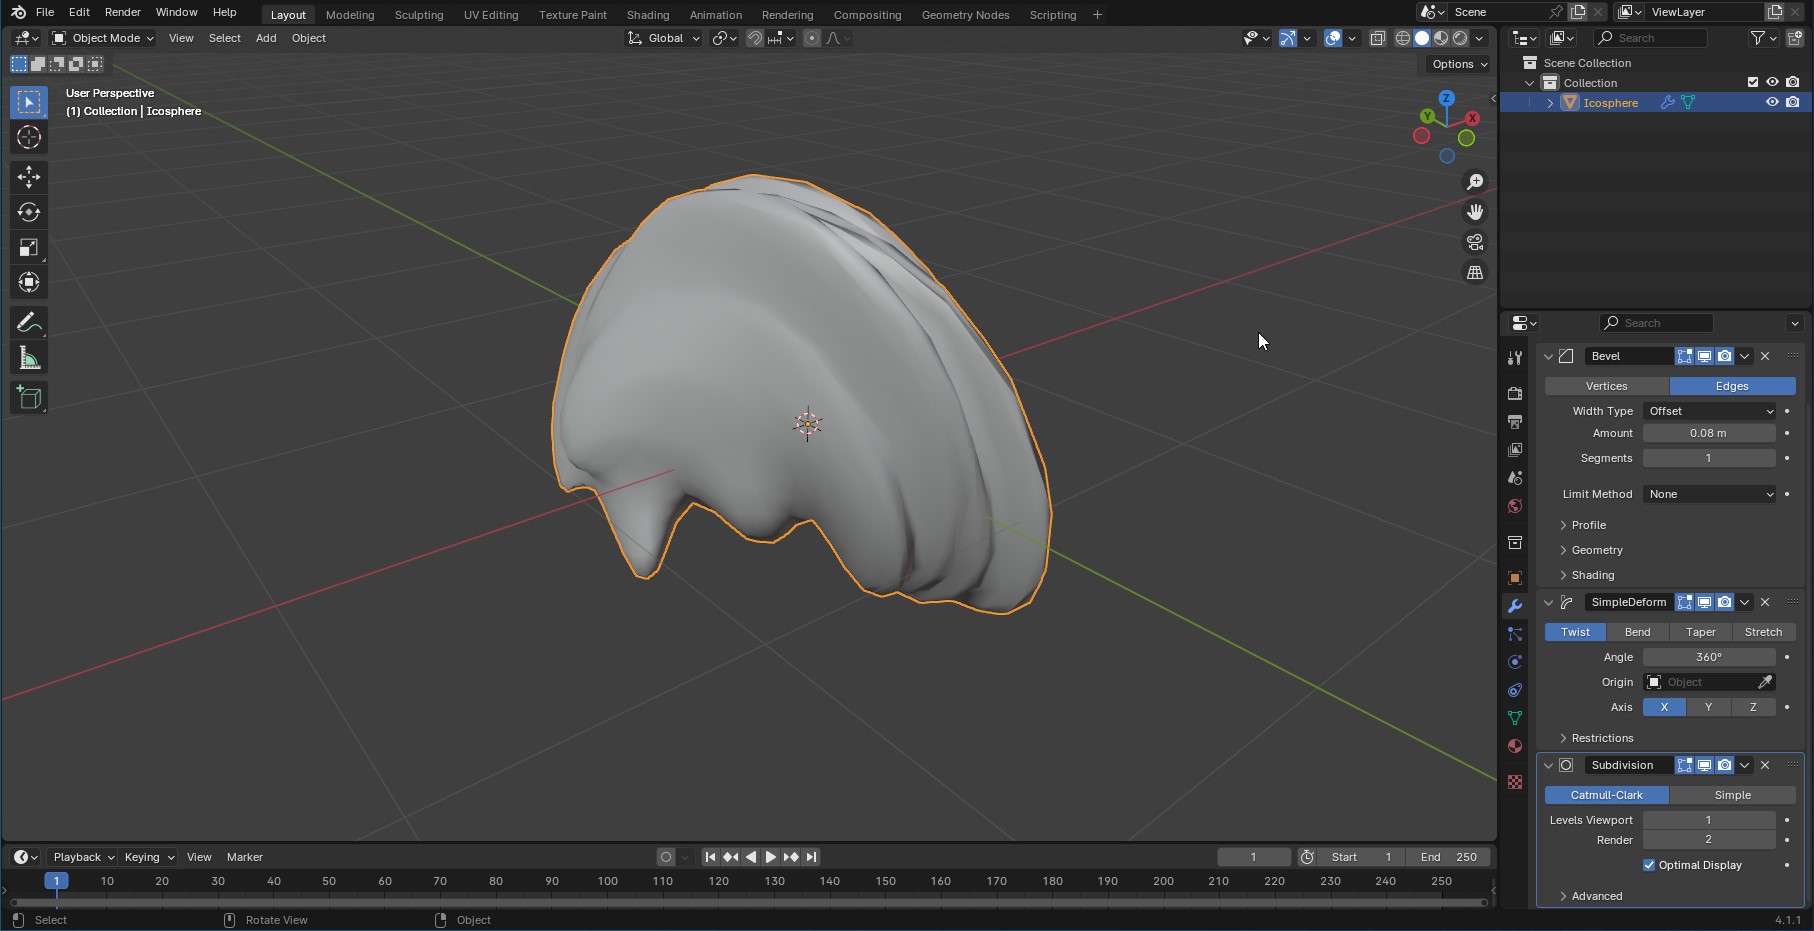 File Edit Render Window Help Layout Modeling Sculpting UV Editing Texture Paint Shading Animation Rendering Compositing Geometry Nodes Scripting + Scene ViewLayer
Object Mode View Select Add Object Global Search
Options
User Perspective
(1) Collection | Icosphere
Z
Y
X
Scene Collection
Collection
Icosphere
Search
Bevel
Vertices Edges
Width Type Offset
Amount 0.08 m
Segments 1
Limit Method None
Profile
Geometry
Shading
SimpleDeform
Twist Bend Taper Stretch
Angle 360°
Origin Object
Axis X Y Z
Restrictions
Subdivision
Catmull-Clark Simple
Levels Viewport 1
Render 2
Optimal Display
Advanced
Playback Keying View Marker 1 Start 1 End 250
1 10 20 30 40 50 60 70 80 90 100 110 120 130 140 150 160 170 180 190 200 210 220 230 240 250
Select Rotate View Object 4.1.1